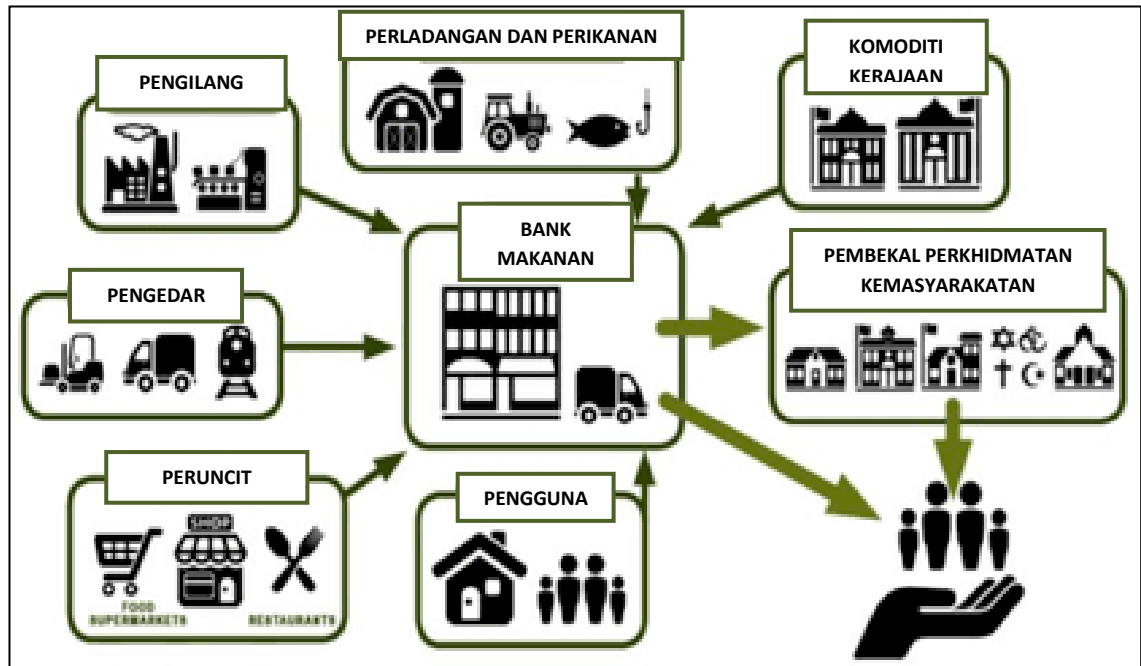 PERLADANGAN DAN PERIKANAN
KOMODITI
KERAJAAN
PENGILANG
BANK
MAKANAN
PEMBEKAL PERKHIDMATAN
KEMASYARAKATAN
PENGEDAR
PERUNCIT
PENGGUNA
SHOP
FOOD
SUPERMARKETS
RESTAURANTS